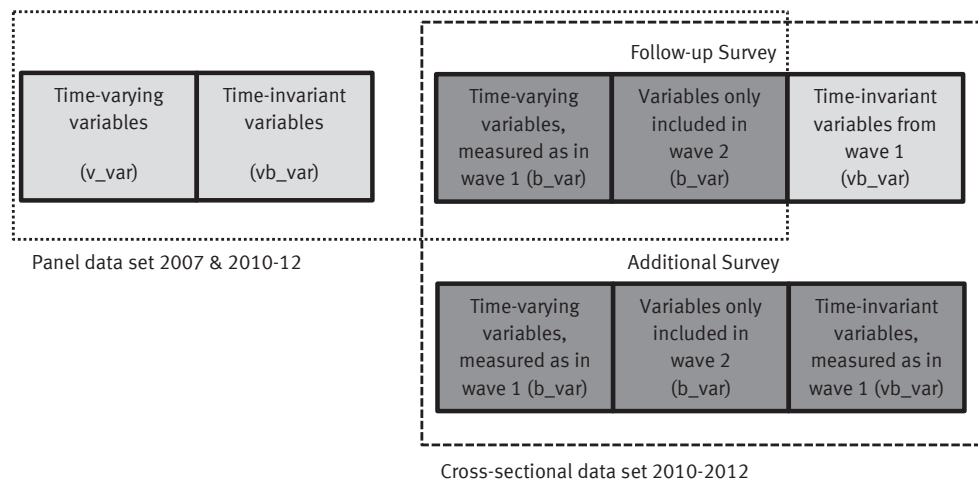 Follow-up Survey
Time-varying
variables
(v_var)
Time-invariant
variables
(vb_var)
Time-varying
variables,
measured as in
wave 1 (b_var)
Variables only
included in
wave 2
(b_var)
Time-invariant
variables from
wave 1
(vb_var)
Panel data set 2007 & 2010-12
Additional Survey
Time-varying
variables,
measured as in
wave 1 (b_var)
Variables only
included in
wave 2
(b_var)
Time-invariant
variables,
measured as in
wave 1 (vb_var)
Cross-sectional data set 2010-2012